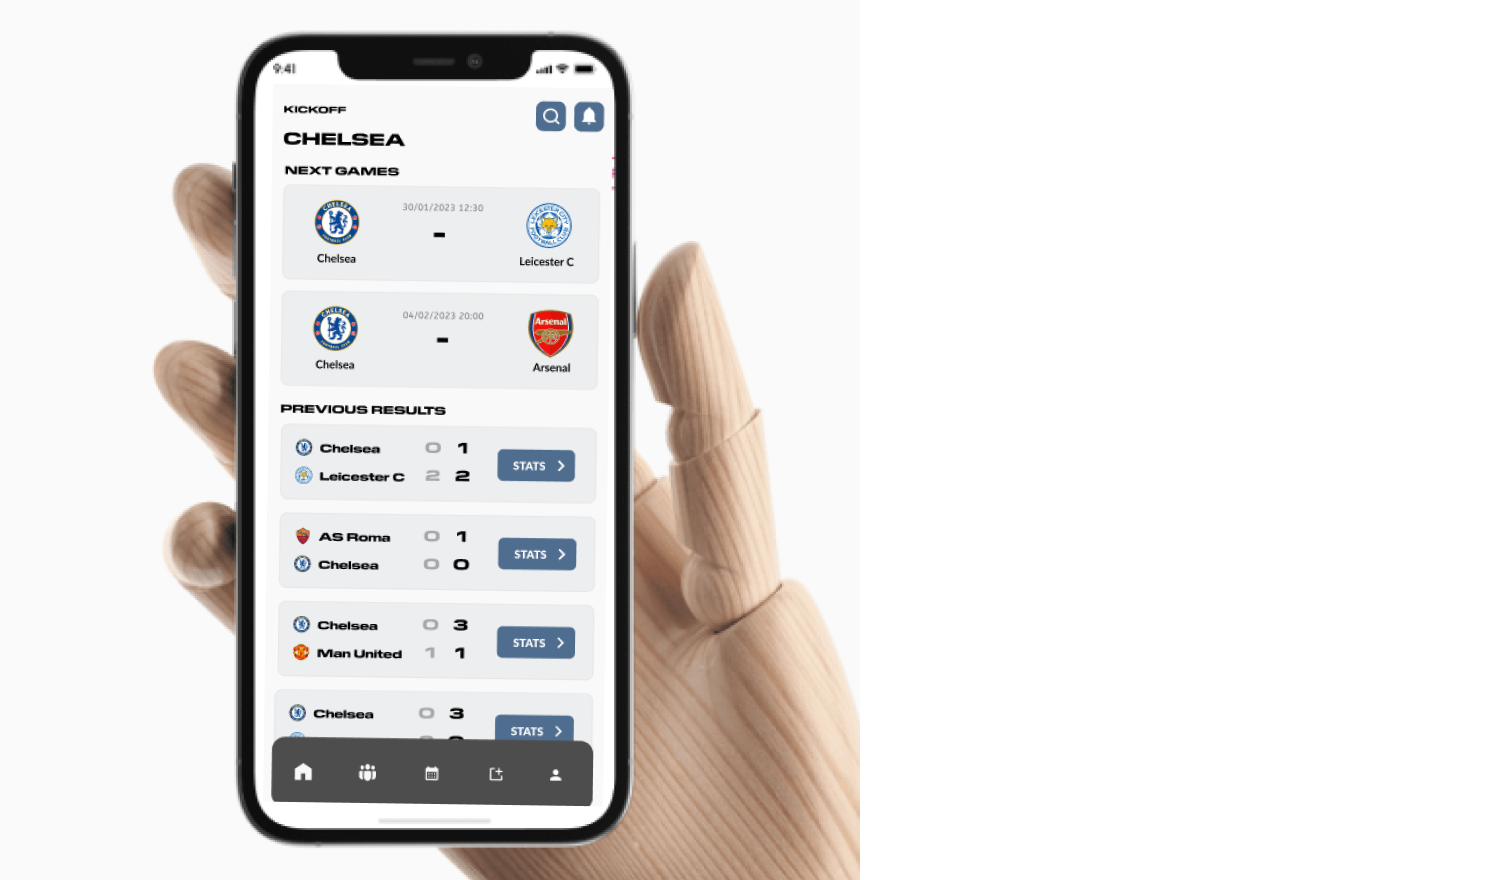 9:41
KICKOFF
CHELSEA
NEXT GAMES
30/01/2023 12:30
-
Chelsea
Leicester C
04/02/2023 20:00
-
Arsenal
Chelsea
Arsenal
PREVIOUS RESULTS
Chelsea 0 1
Leicester C 2 2
STATS
AS Roma 0 1
Chelsea 0 0
STATS
Chelsea 0 3
Man United 1 1
STATS
Chelsea 0 3
STATS